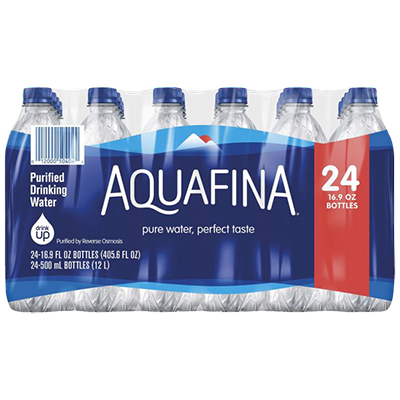 Purified
Drinking
Water
drink
up
Purified by Reverse Osmosis
24-16.9 FL OZ BOTTLES (405.6 FL OZ)
24-500 mL BOTTLES (12 L)
AQUAFINA
pure water, perfect taste
24
16.9 OZ
BOTTLES